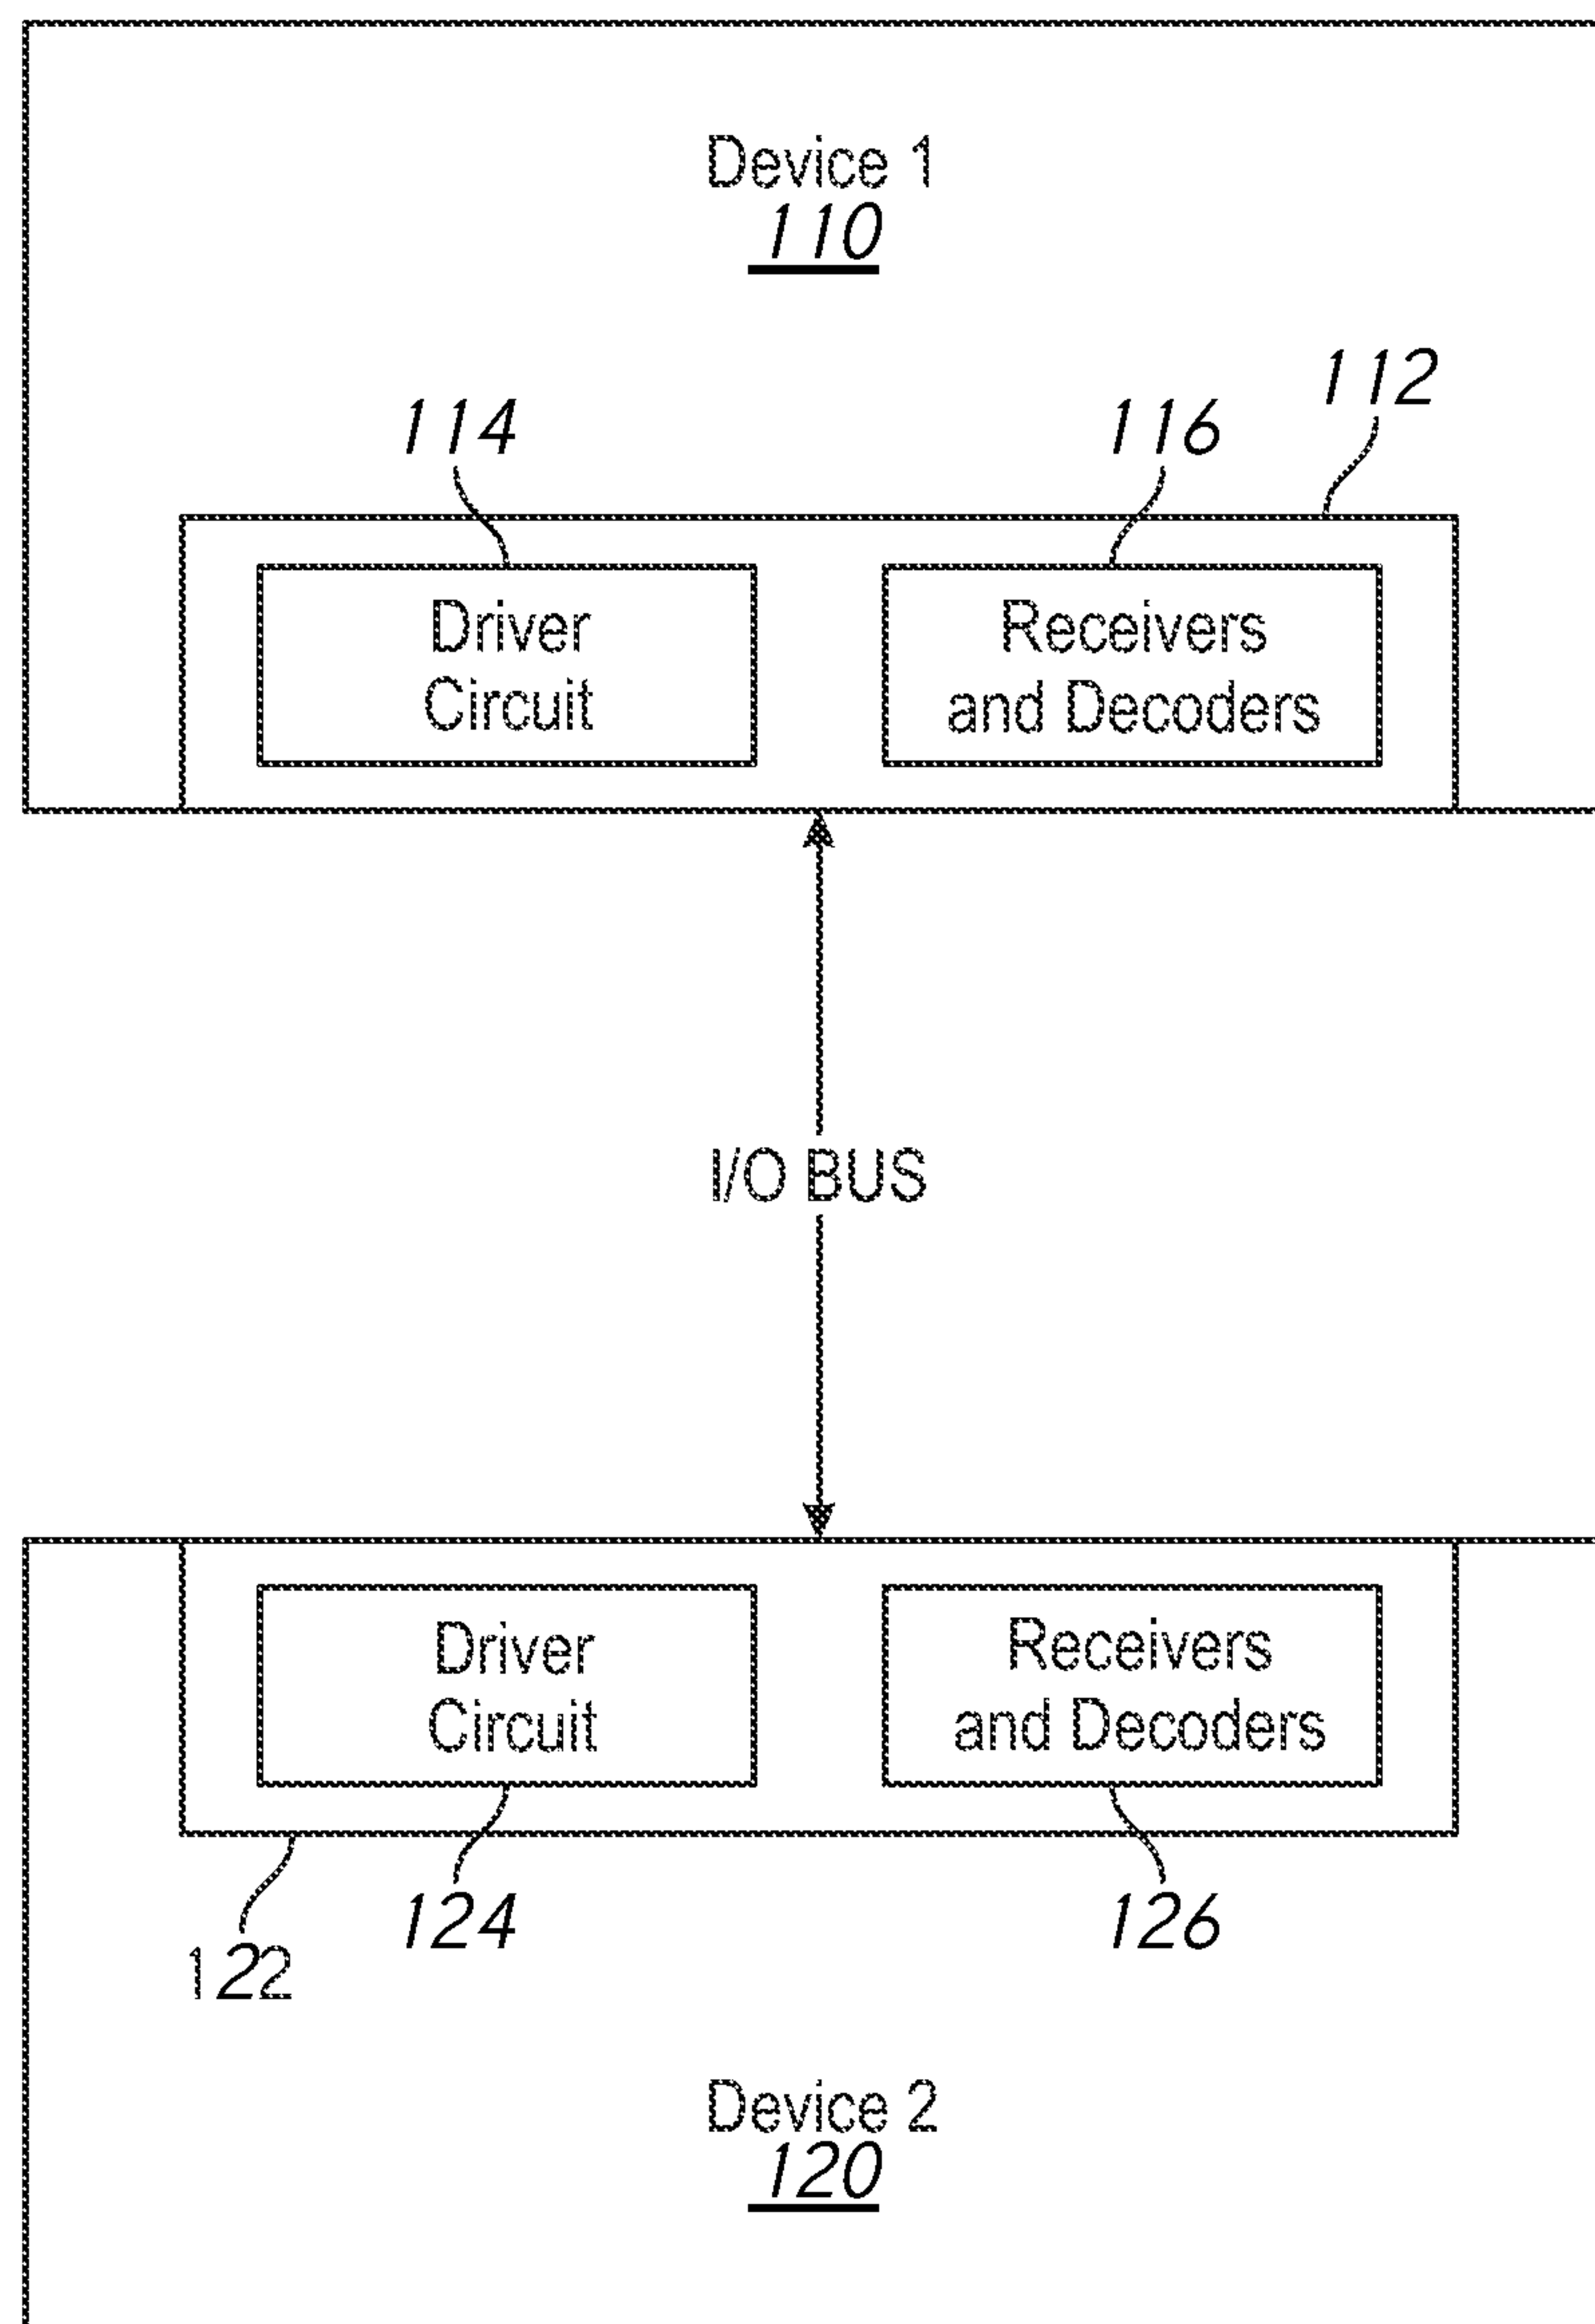 Device 1
110
112
114
116
Driver
Circuit
Receivers
and Decoders
I/O BUS
Driver
Circuit
Receivers
and Decoders
124
126
122
Device 2
120